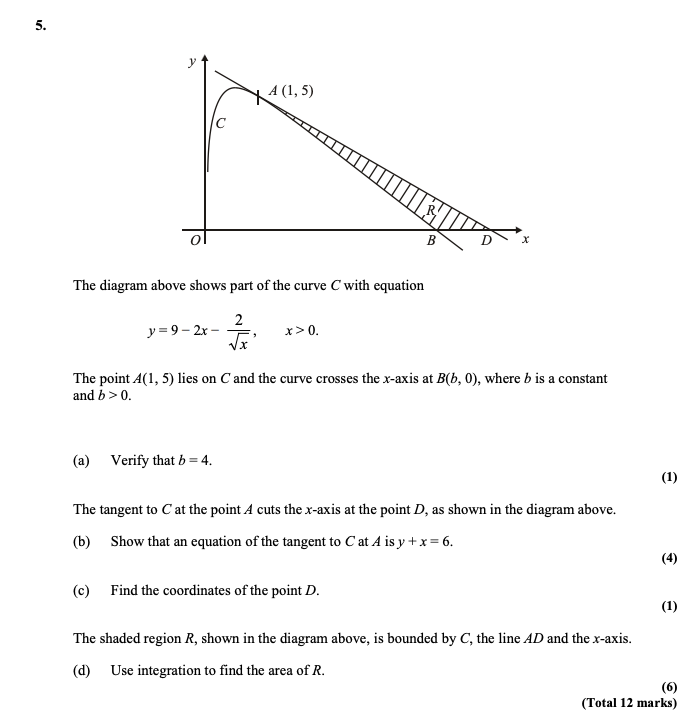 5.
y
A (1, 5)
C
R
O
B
D
x
The diagram above shows part of the curve C with equation
y = 9 – 2x – 2/√x, x > 0.
The point A(1, 5) lies on C and the curve crosses the x-axis at B(b, 0), where b is a constant
and b > 0.
(a) Verify that b = 4.
(1)
The tangent to C at the point A cuts the x-axis at the point D, as shown in the diagram above.
(b) Show that an equation of the tangent to C at A is y + x = 6.
(4)
(c) Find the coordinates of the point D.
(1)
The shaded region R, shown in the diagram above, is bounded by C, the line AD and the x-axis.
(d) Use integration to find the area of R.
(6)
(Total 12 marks)